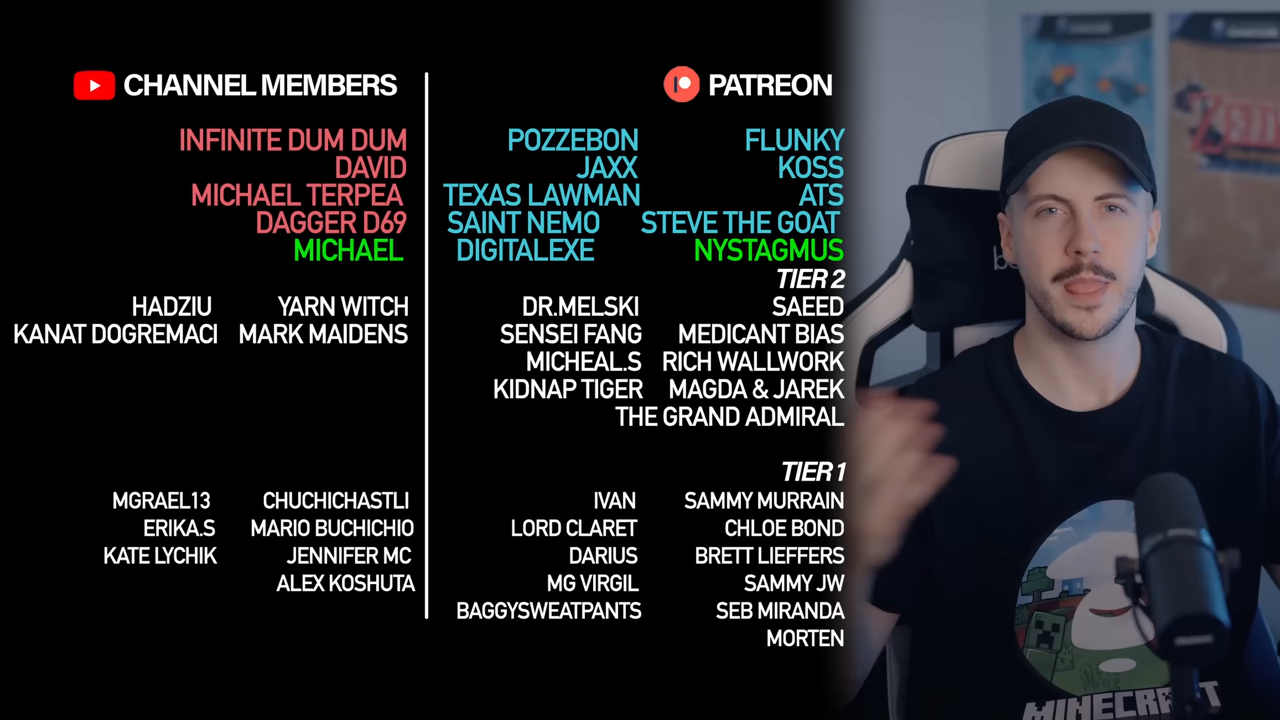 CHANNEL MEMBERS
INFINITE DUM DUM
DAVID
MICHAEL TERPEA
DAGGER D69
MICHAEL
HADZIU YARN WITCH
KANAT DOGREMACI MARK MAIDENS
MGRAEL13 CHUCHICHASTLI
ERIKA.S MARIO BUCHICHIO
KATE LYCHIK JENNIFER MC
ALEX KOSHUTA
PATREON
POZZEBON FLUNKY
JAXX KOSS
TEXAS LAWMAN ATS
SAINT NEMO STEVE THE GOAT
DIGITALEXE NYSTAGMUS
TIER 2
DR.MELSKI SAEED
SENSEI FANG MEDICANT BIAS
MICHEAL.S RICH WALLWORK
KIDNAP TIGER MAGDA & JAREK
THE GRAND ADMIRAL
TIER 1
IVAN SAMMY MURRAIN
LORD CLARET CHLOE BOND
DARIUS BRETT LIEFFERS
MG VIRGIL SAMMY JW
BAGGYSWEATPANTS SEB MIRANDA
MORTEN
MINECRAFT